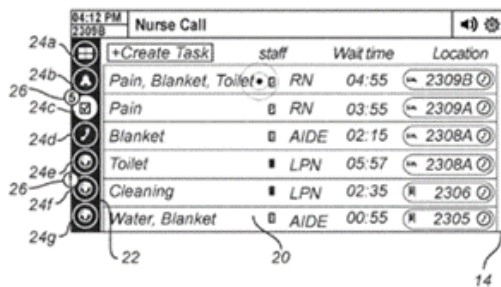 04:12 PM
2309B
Nurse Call
+Create Task staff Wait time Location
Pain, Blanket, Toilet RN 04:55 2309B
Pain RN 03:55 2309A
Blanket AIDE 02:15 2308A
Toilet LPN 05:57 2308A
Cleaning LPN 02:35 2306
Water, Blanket AIDE 00:55 2305
24a
24b
26
5
24c
24d
24e
26
24f
24g
22
20
14